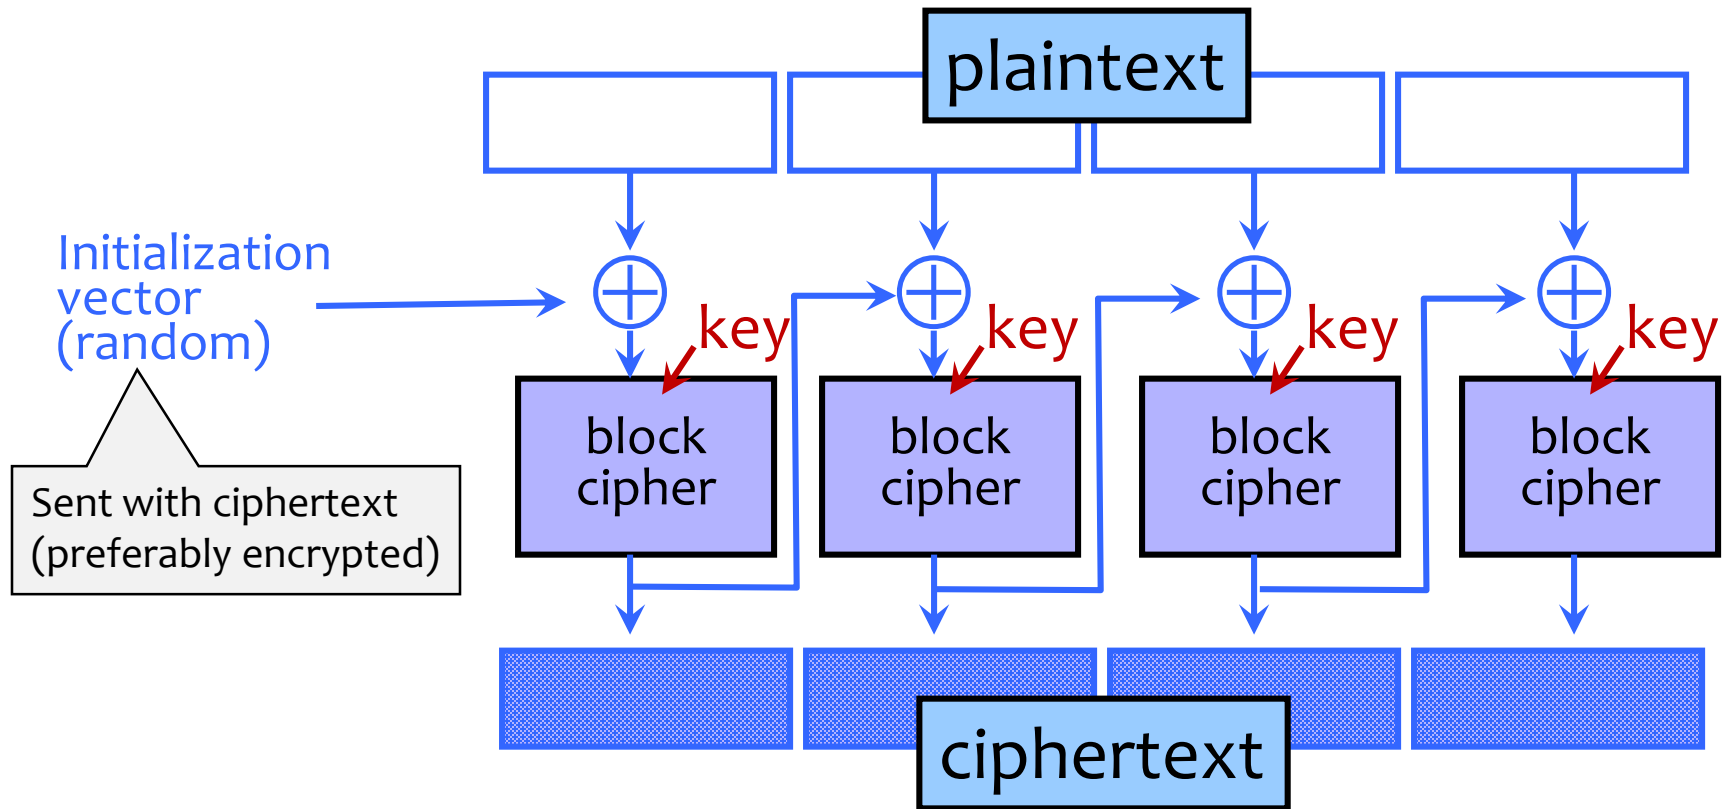 plaintext
Initialization
vector
(random)
key
key
key
key
block
cipher
block
cipher
block
cipher
block
cipher
Sent with ciphertext
(preferably encrypted)
ciphertext